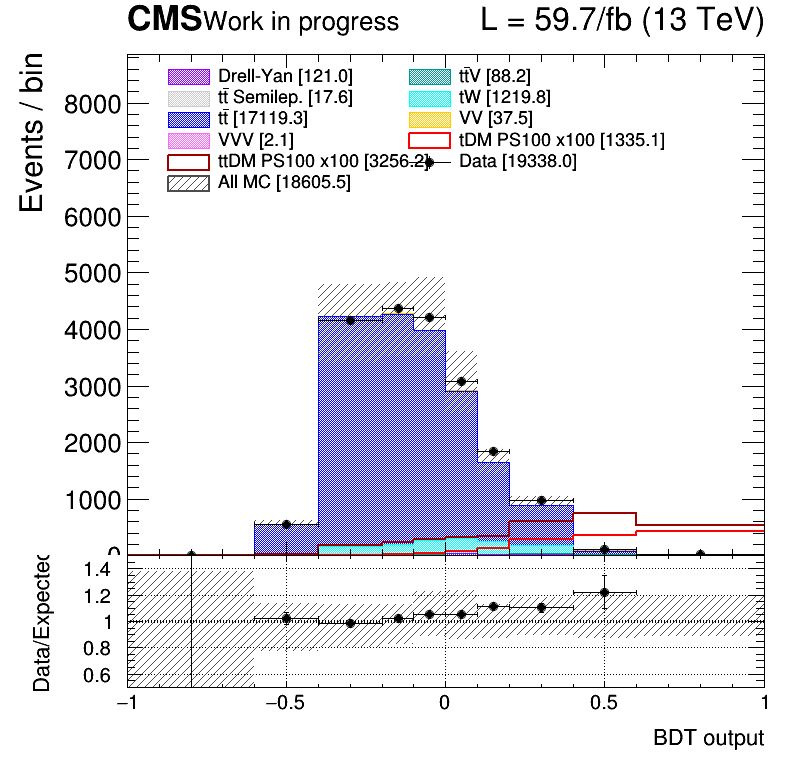 CMS Work in progress L = 59.7/fb (13 TeV)
Events / bin
Drell-Yan [121.0] tt̄V [88.2]
tt̄ Semilep. [17.6] tW [1219.8]
tt̄ [17119.3] VV [37.5]
VVV [2.1] tDM PS100 x100 [1335.1]
ttDM PS100 x100 [3256.2] Data [19338.0]
All MC [18605.5]
8000
7000
6000
5000
4000
3000
2000
1000
0
Data/Expected
1.4
1.2
1
0.8
0.6
−1 −0.5 0 0.5 1
BDT output